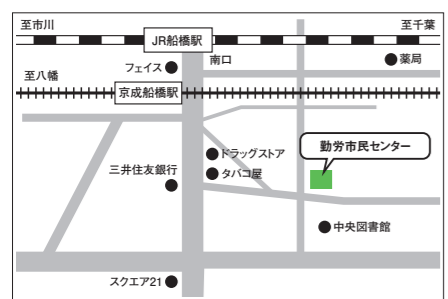 至市川
至千葉
JR船橋駅
フェイス
南口
薬局
至八幡
京成船橋駅
勤労市民センター
ドラッグストア
三井住友銀行
タバコ屋
中央図書館
スクエア21